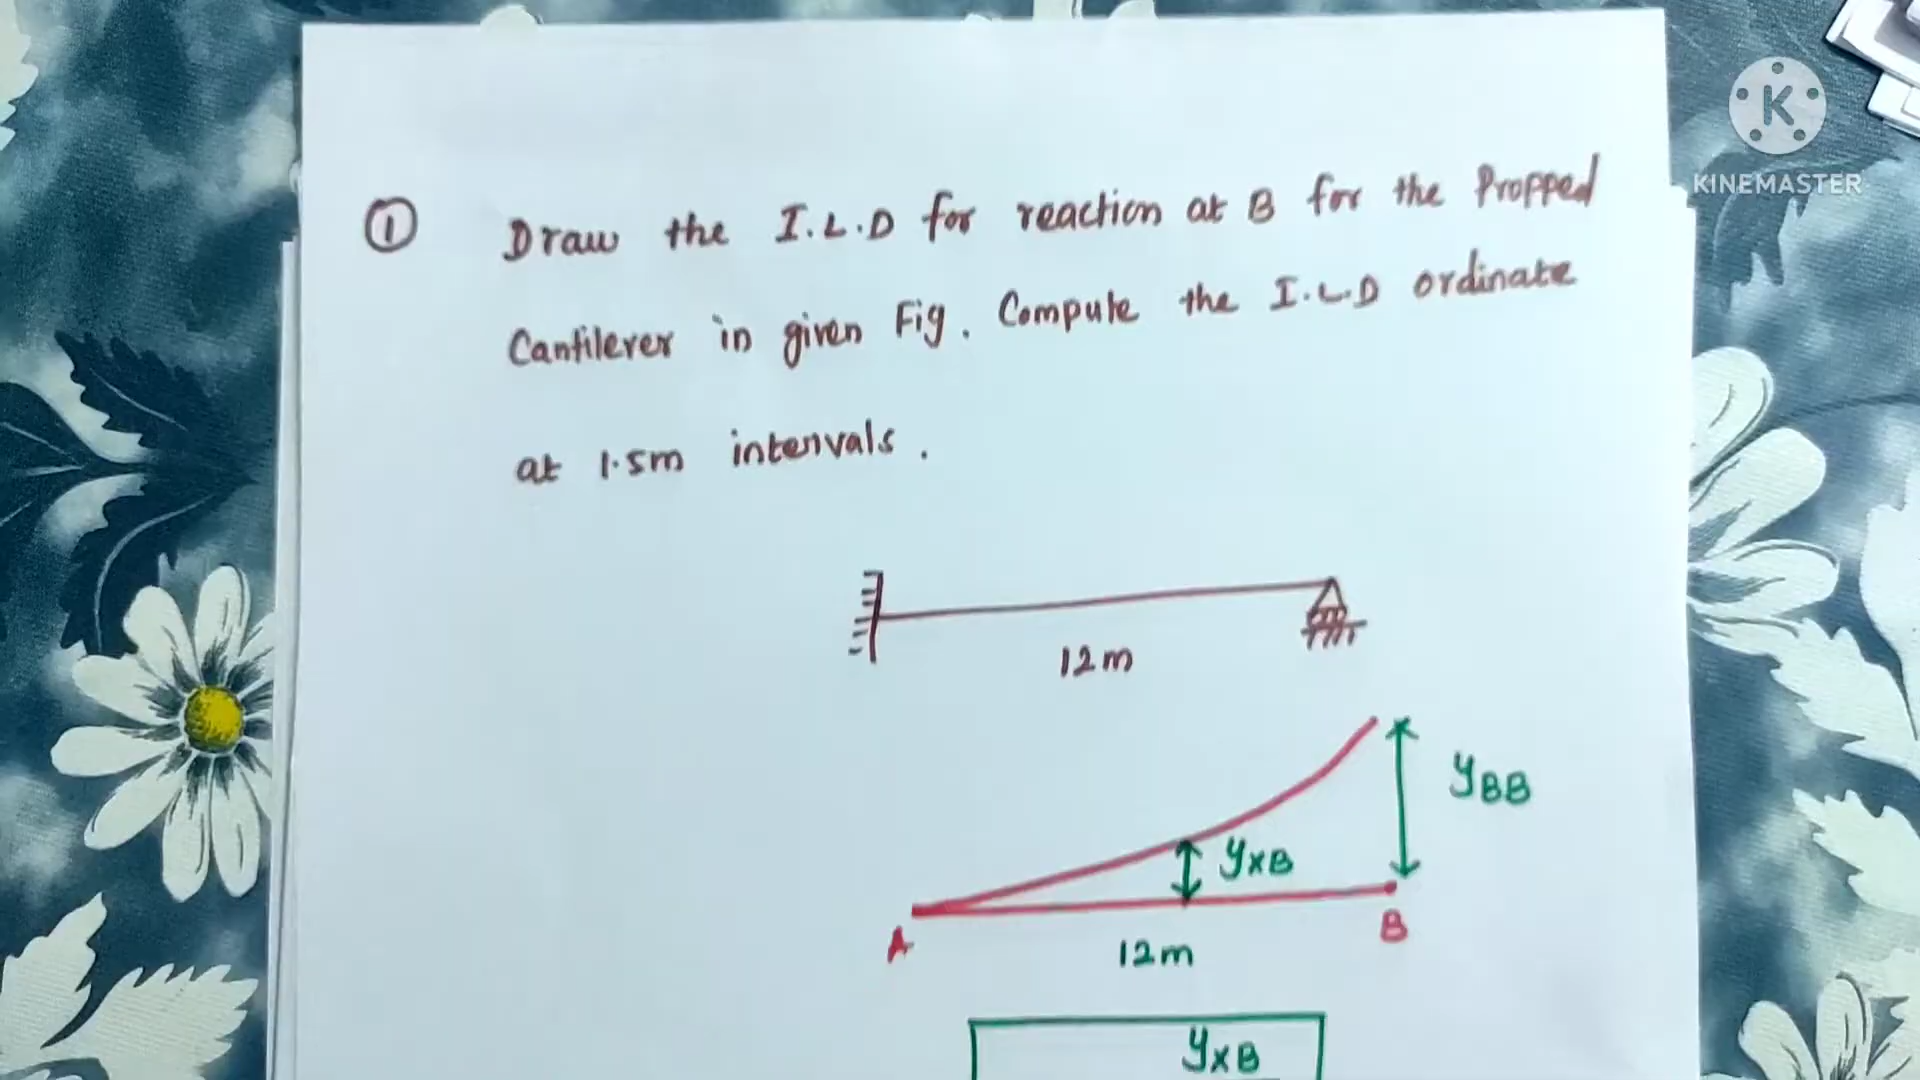 K
KINEMASTER
1 Draw the I.L.D for reaction at B for the Propped
Cantilever in given Fig. Compute the I.L.D ordinate
at 1.5m intervals.
12m
yBB
yxB
A
B
12m
yxB